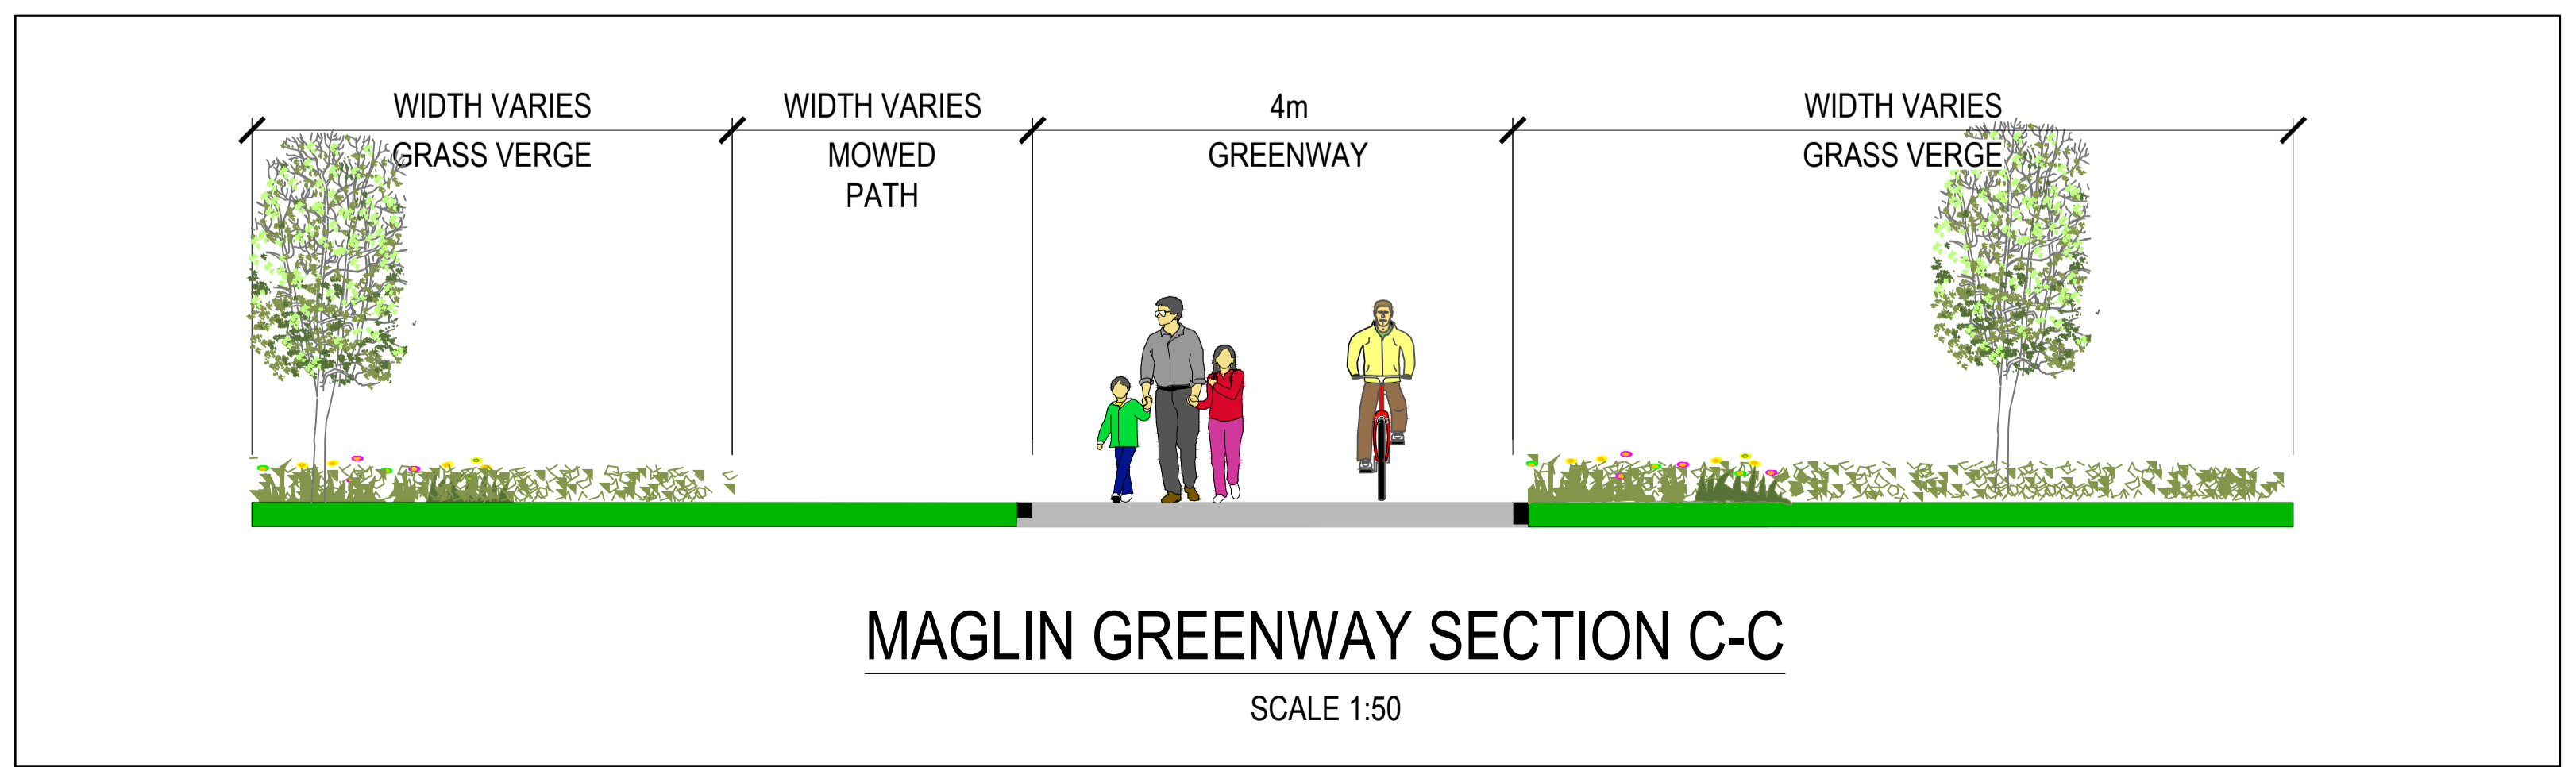 WIDTH VARIES
GRASS VERGE
WIDTH VARIES
MOWED
PATH
4m
GREENWAY
WIDTH VARIES
GRASS VERGE
MAGLIN GREENWAY SECTION C-C
SCALE 1:50